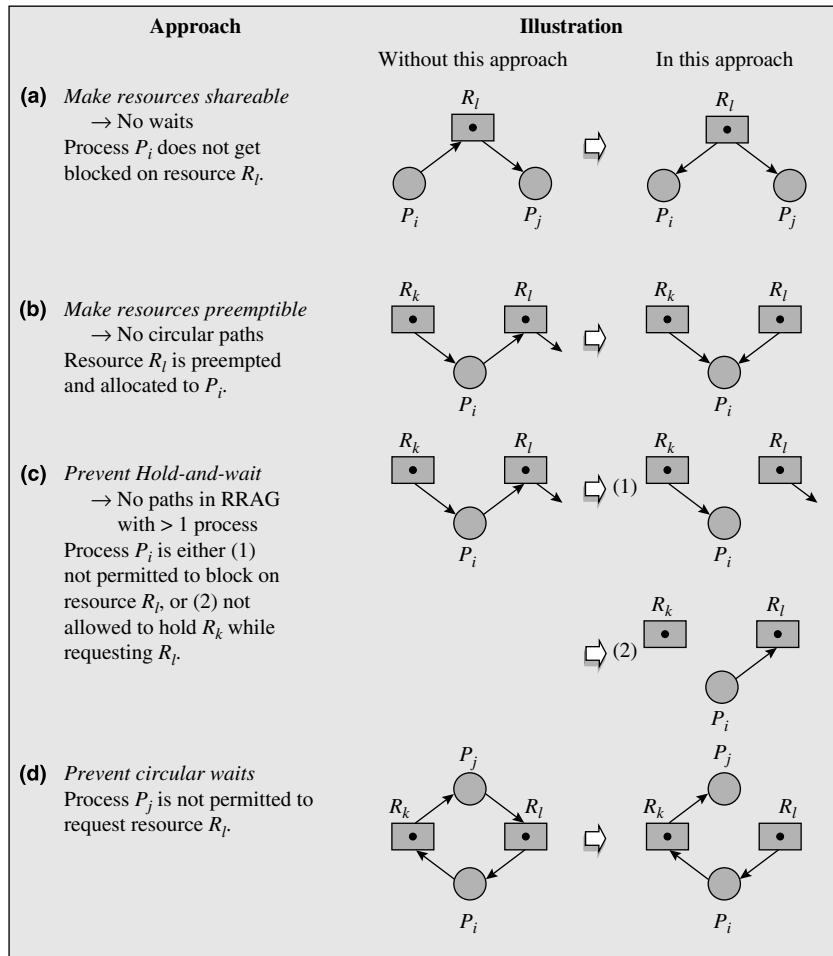 Approach
Illustration
Without this approach
In this approach
(a) Make resources shareable
→ No waits
Process Pi does not get
blocked on resource Rl.
Rl
Pi
Pj
Rl
Pi
Pj
(b) Make resources preemptible
→ No circular paths
Resource Rl is preempted
and allocated to Pi.
Rk
Rl
Pi
Rk
Rl
Pi
(c) Prevent Hold-and-wait
→ No paths in RRAG
with > 1 process
Process Pi is either (1)
not permitted to block on
resource Rl, or (2) not
allowed to hold Rk while
requesting Rl.
Rk
Rl
Pi
(1)
Rk
Rl
Pi
(2)
Rk
Rl
Pi
(d) Prevent circular waits
Process Pj is not permitted to
request resource Rl.
Pj
Rk
Rl
Pi
Pj
Rk
Rl
Pi